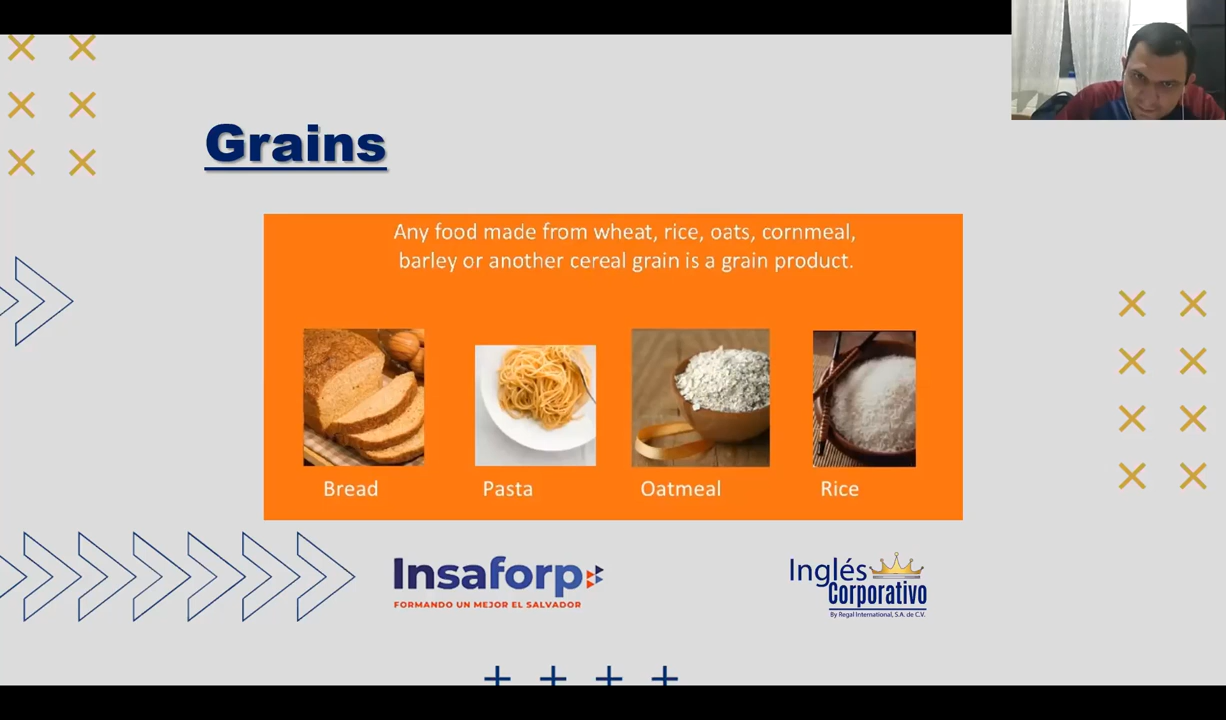 Grains
Any food made from wheat, rice, oats, cornmeal,
barley or another cereal grain is a grain product.
Bread
Pasta
Oatmeal
Rice
Insaforp
FORMANDO UN MEJOR EL SALVADOR
Inglés
Corporativo
By Regal International, S.A. de C.V.